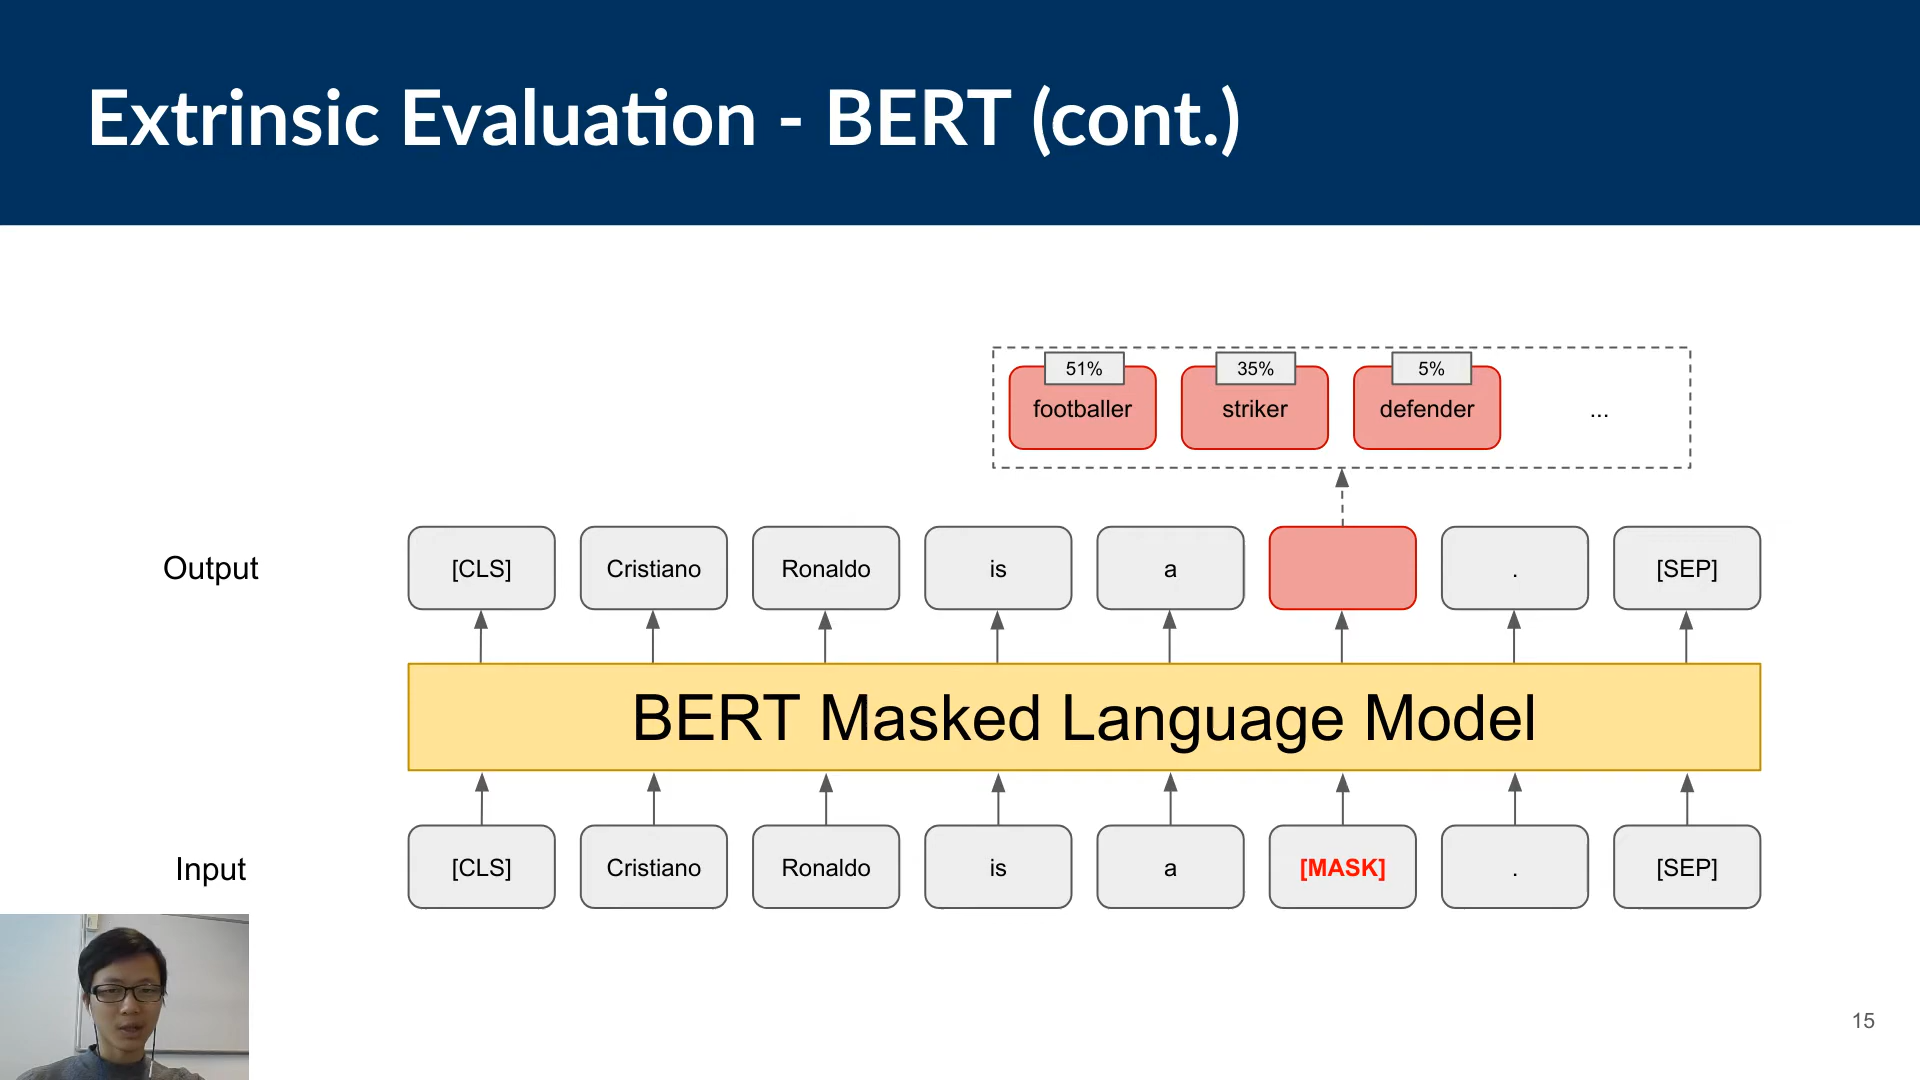 Extrinsic Evaluation - BERT (cont.)
51% 35% 5%
footballer striker defender ...
Output [CLS] Cristiano Ronaldo is a . [SEP]
BERT Masked Language Model
Input [CLS] Cristiano Ronaldo is a [MASK] . [SEP]
15